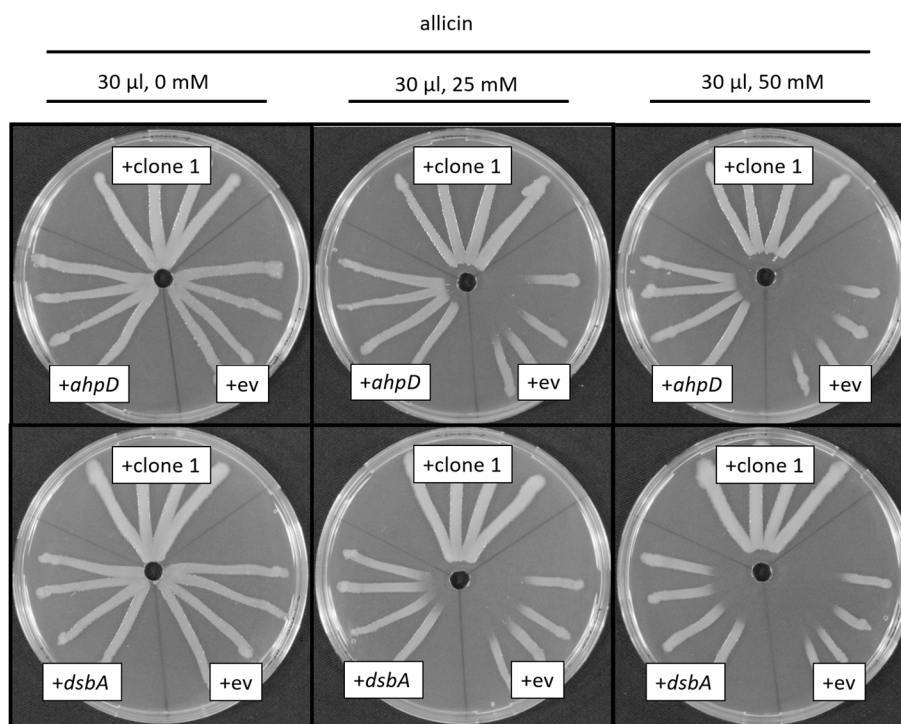 allicin
30 µl, 0 mM
30 µl, 25 mM
30 µl, 50 mM
+clone 1
+clone 1
+clone 1
+ahpD
+ev
+ahpD
+ev
+ahpD
+ev
+clone 1
+clone 1
+clone 1
+dsbA
+ev
+dsbA
+ev
+dsbA
+ev